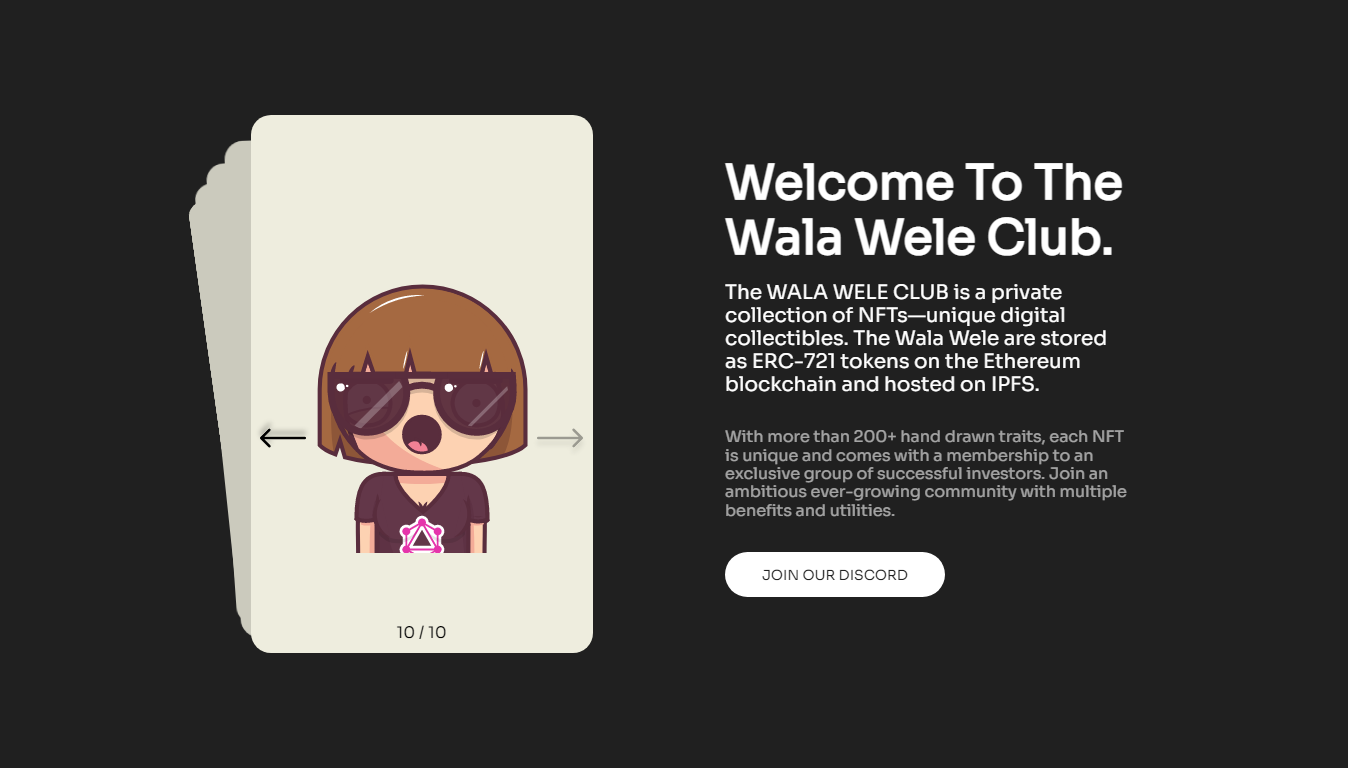 Welcome To The
Wala Wele Club.
The WALA WELE CLUB is a private
collection of NFTs—unique digital
collectibles. The Wala Wele are stored
as ERC-721 tokens on the Ethereum
blockchain and hosted on IPFS.
With more than 200+ hand drawn traits, each NFT
is unique and comes with a membership to an
exclusive group of successful investors. Join an
ambitious ever-growing community with multiple
benefits and utilities.
JOIN OUR DISCORD
10 / 10